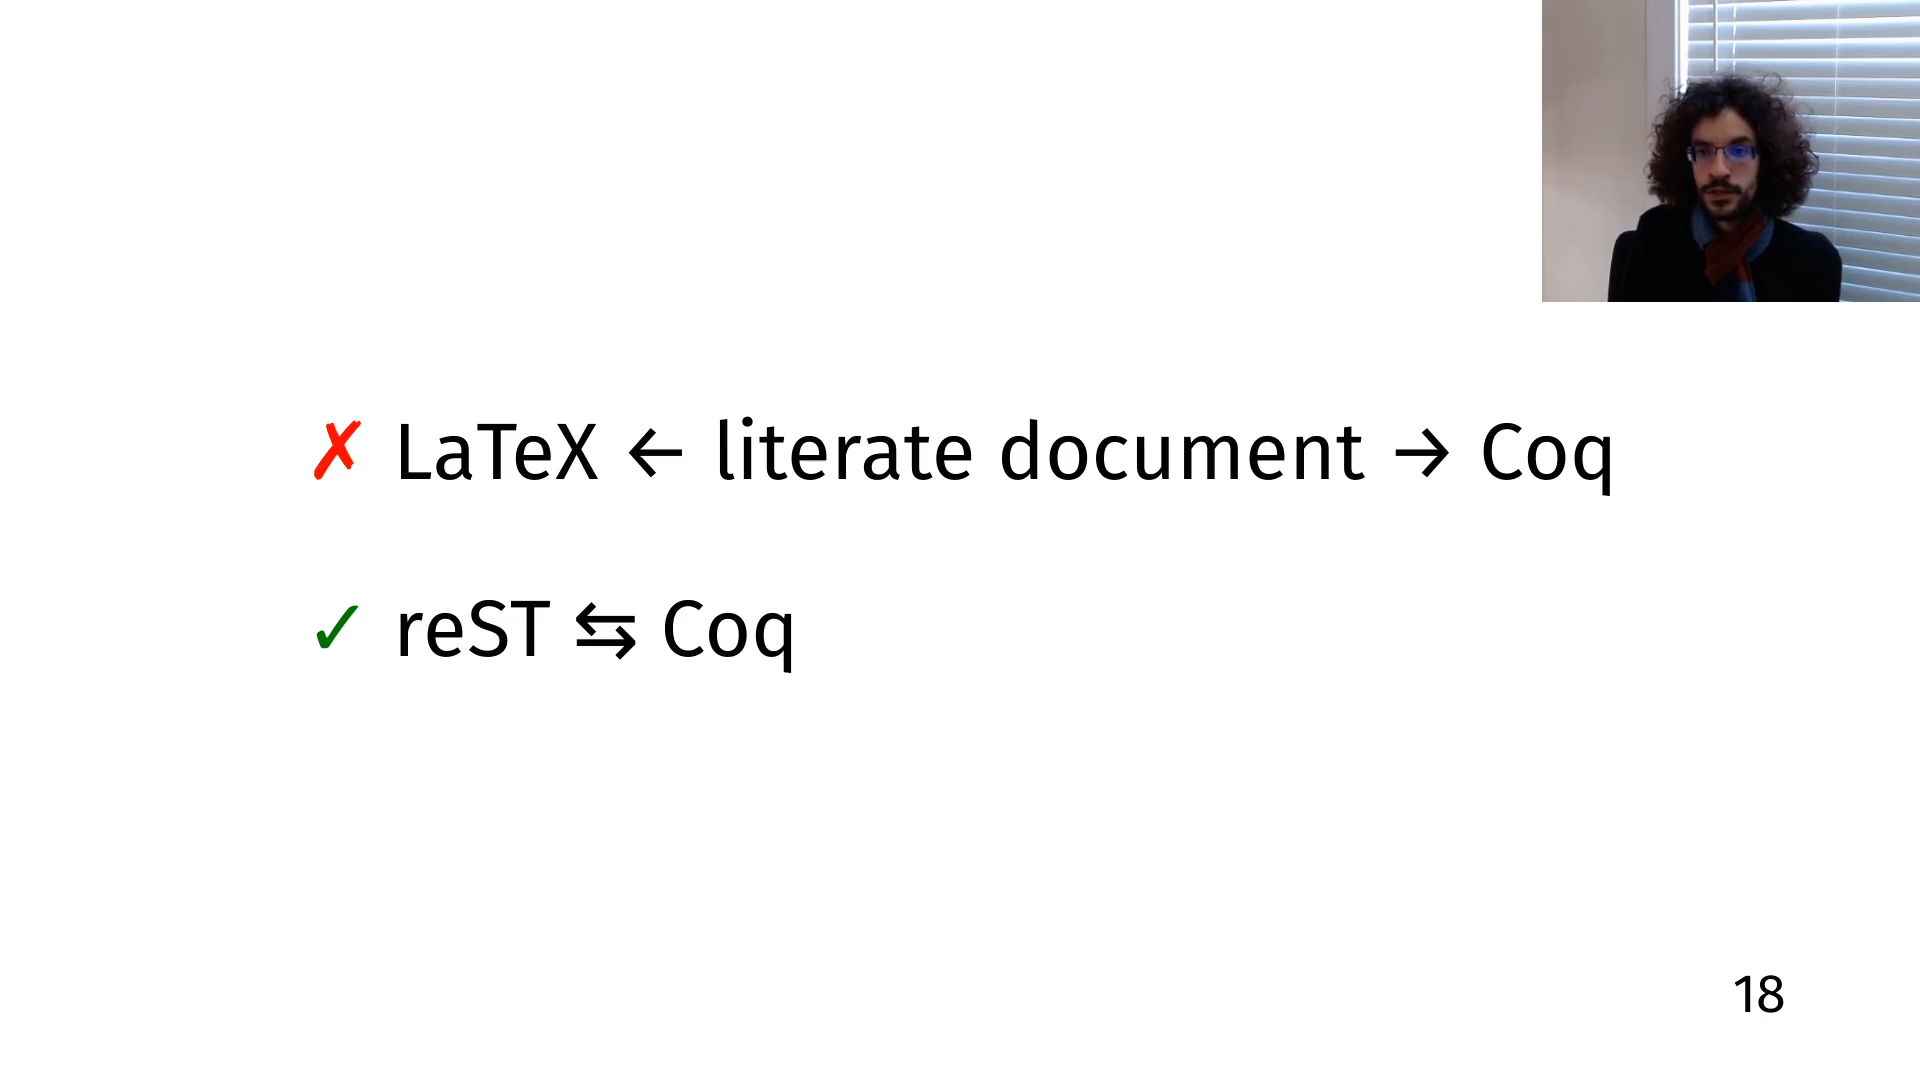 ✗ LaTeX ← literate document → Coq
✓ reST ⇆ Coq
18